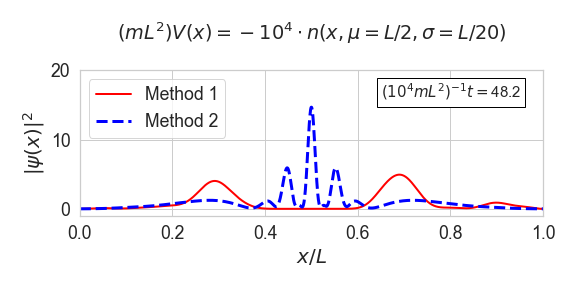 (mL²)V(x) = −10⁴ · n(x, μ = L/2, σ = L/20)
20
10
0
|ψ(x)|²
Method 1
Method 2
(10⁴mL²)⁻¹t = 48.2
0.0 0.2 0.4 0.6 0.8 1.0
x/L